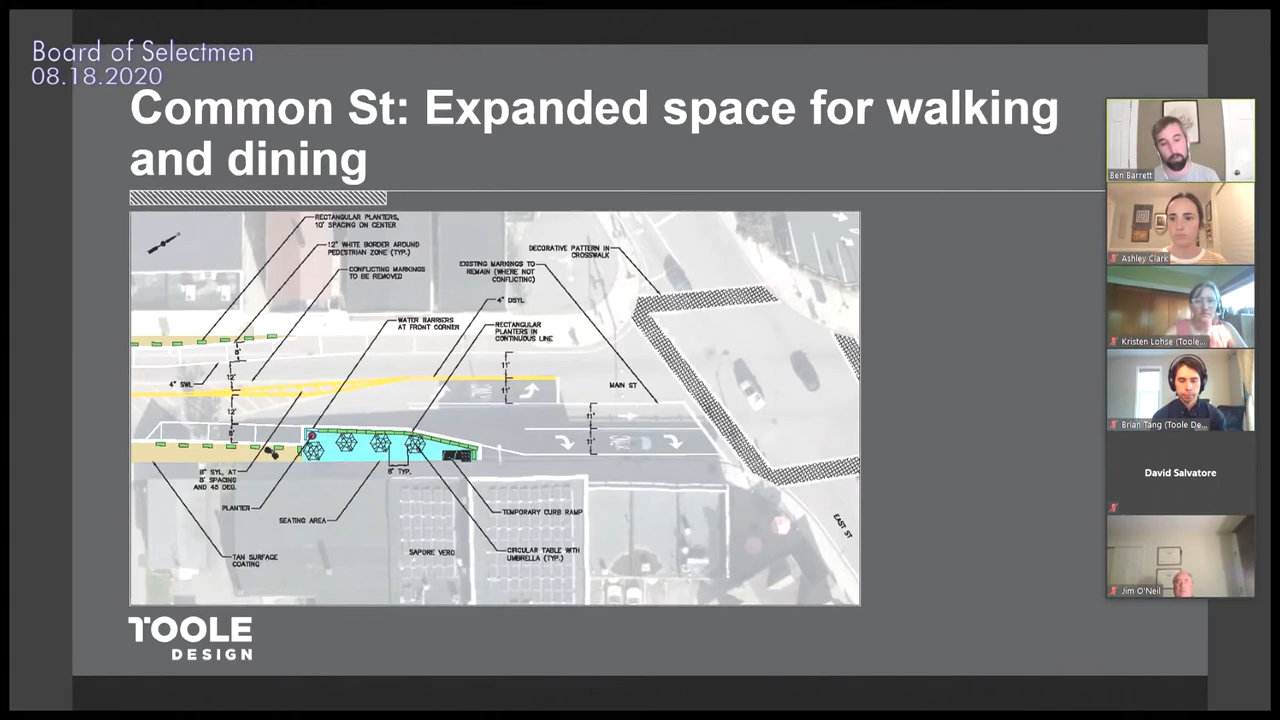 Board of Selectmen
08.18.2020
Common St: Expanded space for walking
and dining
RECTANGULAR PLANTERS,
10' SPACING ON CENTER
12" WHITE BORDER AROUND
PEDESTRIAN ZONE (TYP.)
CONFLICTING MARKINGS
TO BE REMOVED
DECORATIVE PATTERN IN
CROSSWALK
EXISTING MARKINGS TO
REMAIN (WHERE NOT
CONFLICTING)
4" DSYL
WATER BARRIERS
AT FRONT CORNER
RECTANGULAR
PLANTERS IN
CONTINUOUS LINE
8'
11'
12'
4" SWL
11'
MAIN ST
12'
11'
8'
11'
8" SYL, AT
8' SPACING
AND 45 DEG.
6' TYP.
PLANTER
SEATING AREA
TEMPORARY CURB RAMP
EAST ST
TAN SURFACE
COATING
SAPORE VERO
CIRCULAR TABLE WITH
UMBRELLA (TYP.)
TOOLE
DESIGN
Ben Barrett
Ashley Clark
Kristen Lohse (Toole...
Brian Tang (Toole De...
David Salvatore
Jim O'Neil